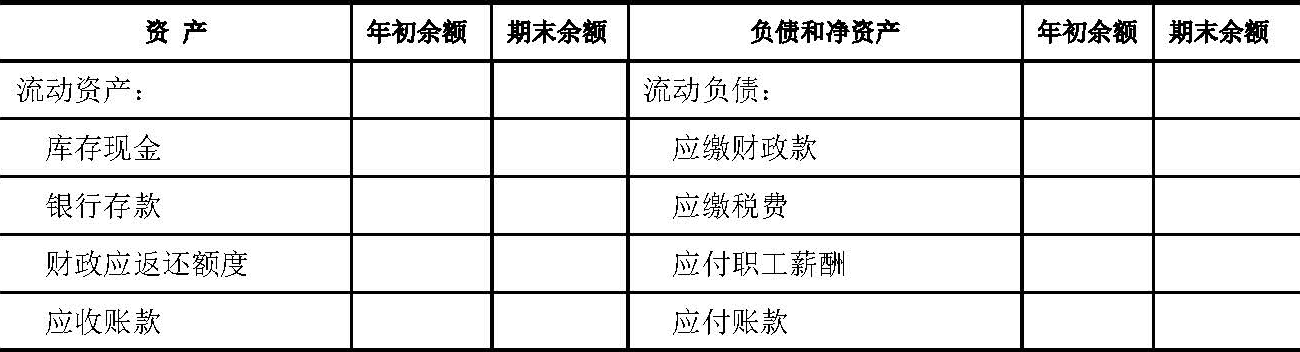 资 产 年初余额 期末余额 负债和净资产 年初余额 期末余额
流动资产： 流动负债：
库存现金 应缴财政款
银行存款 应缴税费
财政应返还额度 应付职工薪酬
应收账款 应付账款